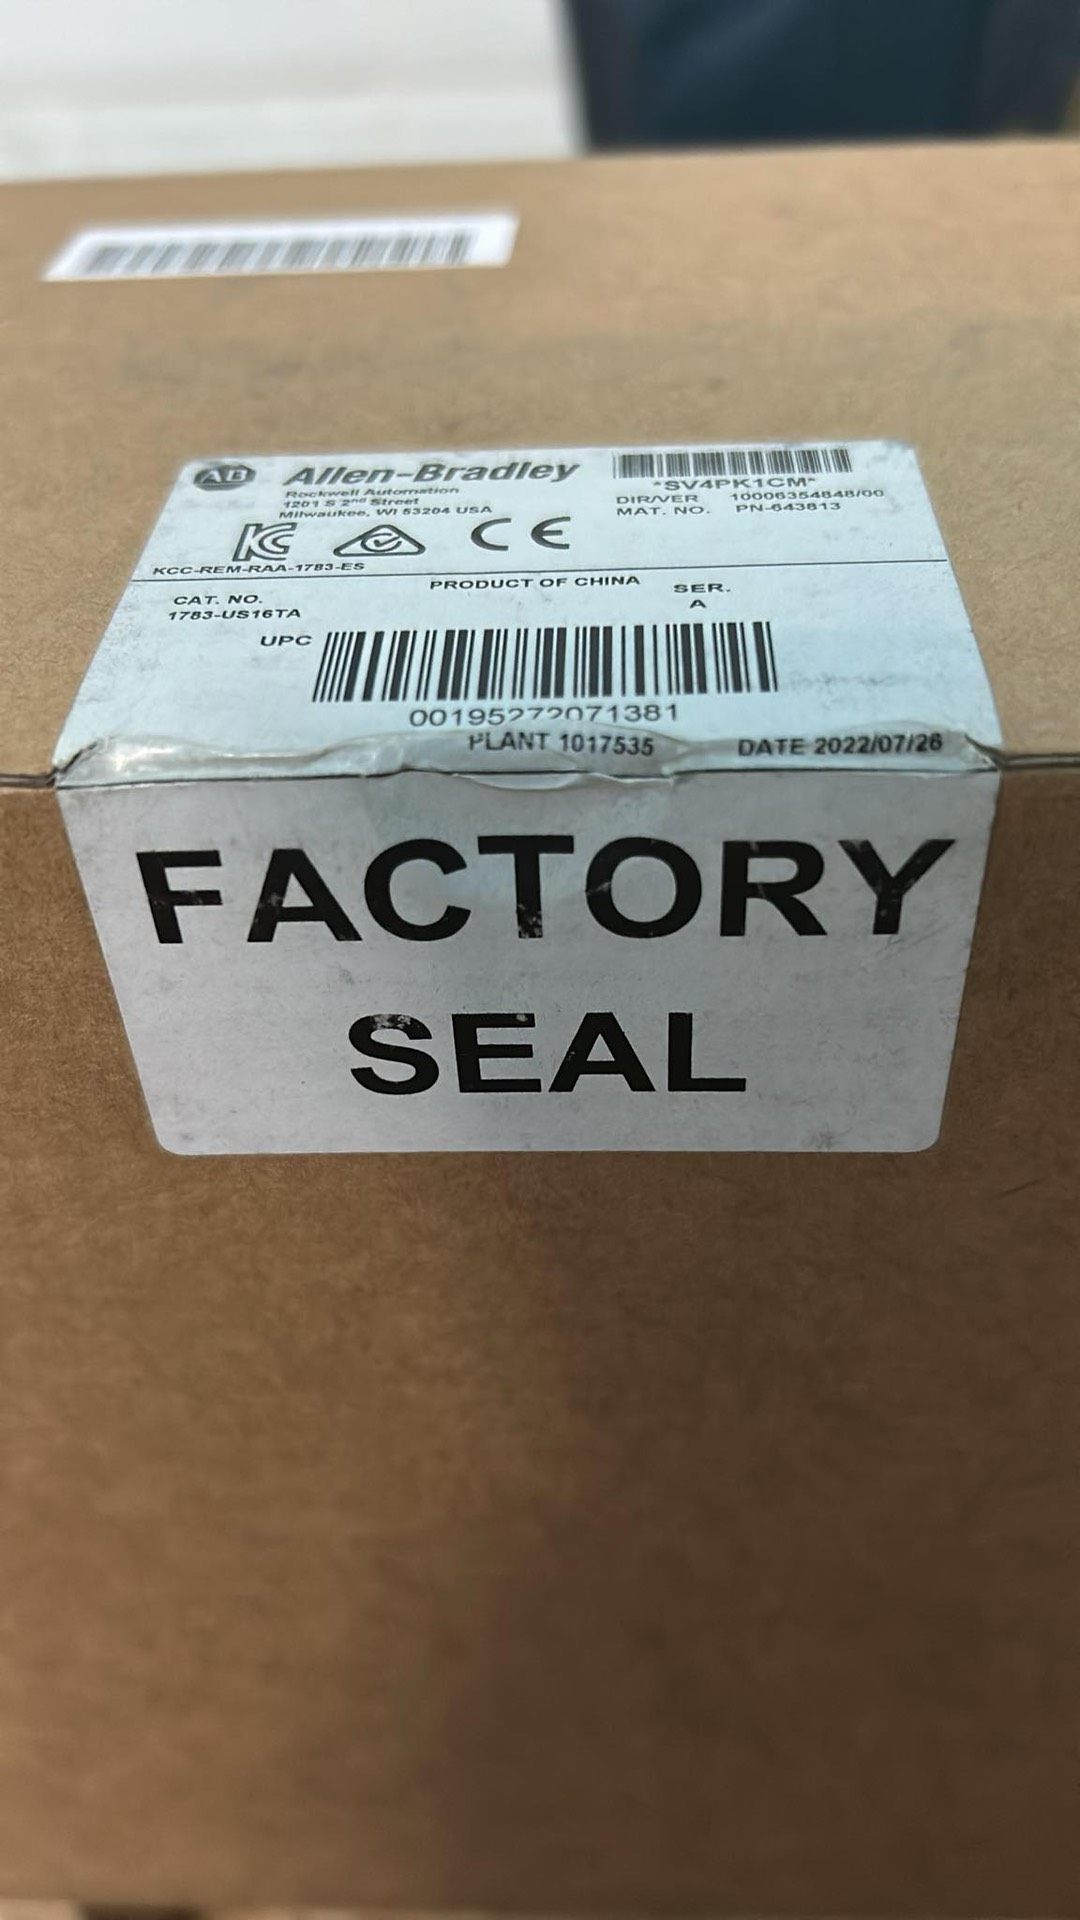 AB Allen-Bradley
Rockwell Automation
1201 S 2nd Street
Milwaukee, WI 53204 USA
*SV4PK1CM*
DIR/VER 10006354848/00
MAT. NO. PN-643813
KC CE
KCC-REM-RAA-1783-ES
PRODUCT OF CHINA
SER.
A
CAT. NO.
1783-US16TA
UPC
00195272071381
PLANT 1017535 DATE 2022/07/26
FACTORY
SEAL